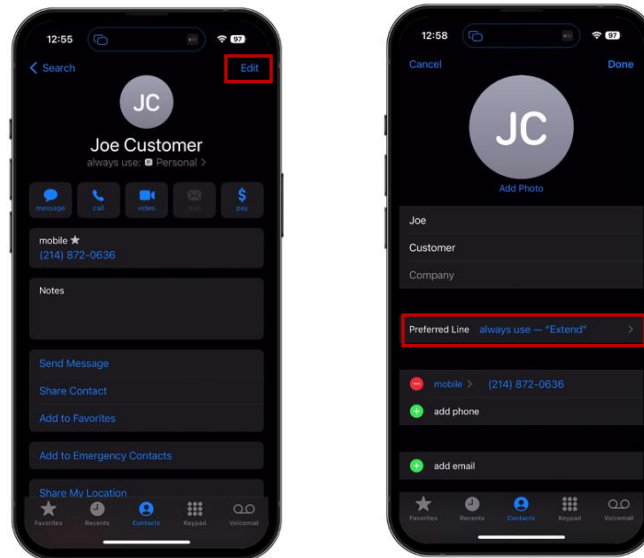 12:55
97
Search
Edit
JC
Joe Customer
always use: P Personal >
message
call
video
mail
$
pay
mobile ★
(214) 872-0636
Notes
Send Message
Share Contact
Add to Favorites
Add to Emergency Contacts
Share My Location
Favorites
Recents
Contacts
Keypad
Voicemail
12:58
97
Cancel
Done
JC
Add Photo
Joe
Customer
Company
Preferred Line always use — “Extend” >
mobile > (214) 872-0636
add phone
add email
Favorites
Recents
Contacts
Keypad
Voicemail